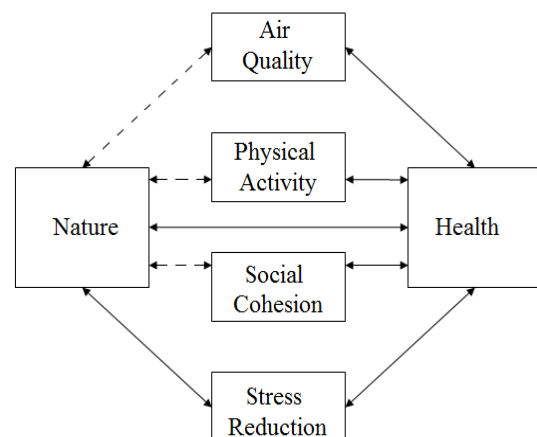 Air
Quality
Physical
Activity
Nature
Health
Social
Cohesion
Stress
Reduction